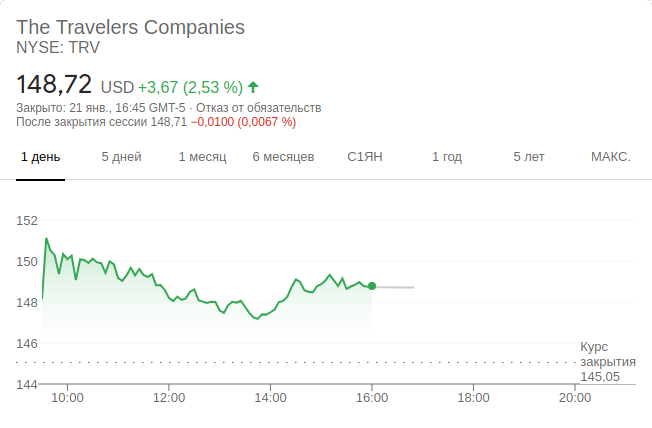 The Travelers Companies
NYSE: TRV
148,72 USD +3,67 (2,53 %)
Закрыто: 21 янв., 16:45 GMT-5 · Отказ от обязательств
После закрытия сессии 148,71 −0,0100 (0,0067 %)
1 день 5 дней 1 месяц 6 месяцев С1ЯН 1 год 5 лет МАКС.
152
150
148
146
Курс
закрытия
145,05
144
10:00 12:00 14:00 16:00 18:00 20:00